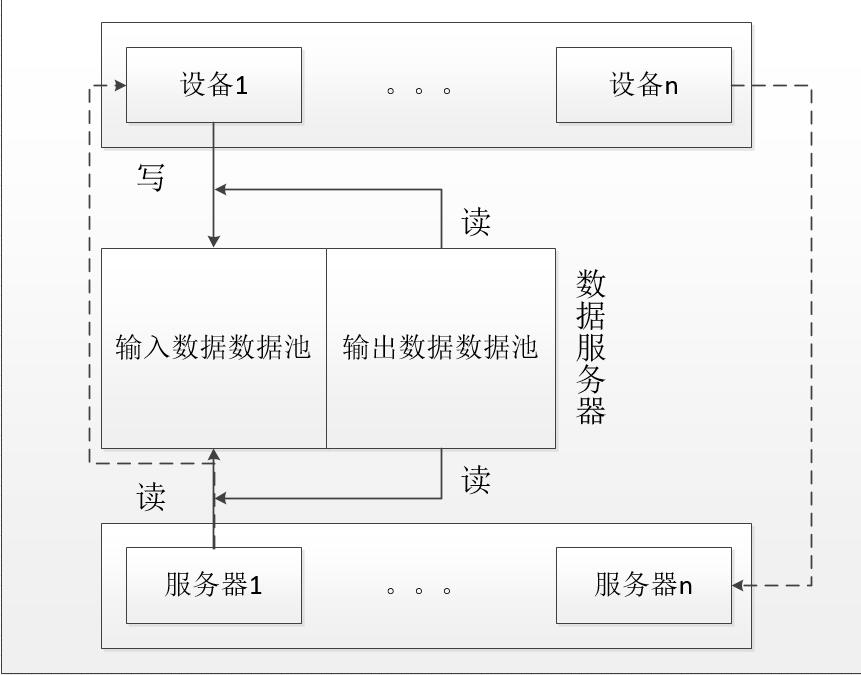 设备1
。。。
设备n
写
读
输入数据数据池
输出数据数据池
数据服务器
读
读
服务器1
。。。
服务器n